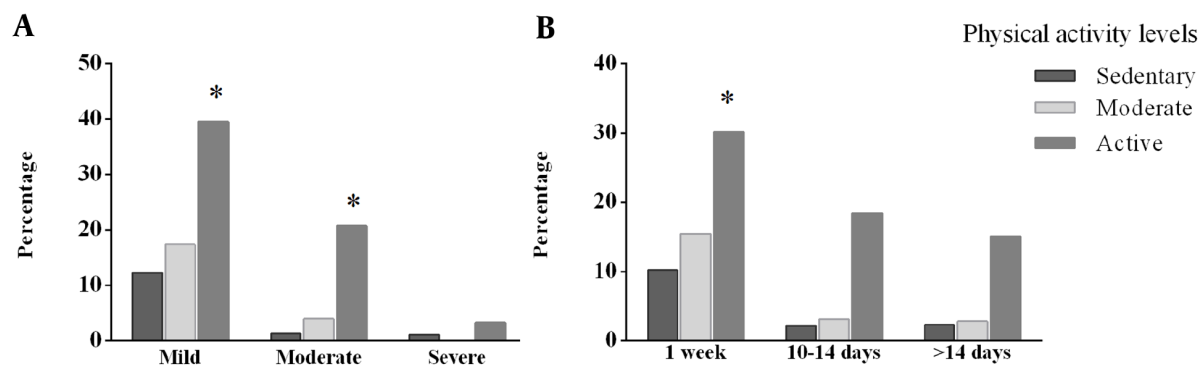 A
Percentage
50
40
30
20
10
0
*
*
Mild
Moderate
Severe
B
Percentage
40
30
20
10
0
*
1 week
10-14 days
>14 days
Physical activity levels
Sedentary
Moderate
Active